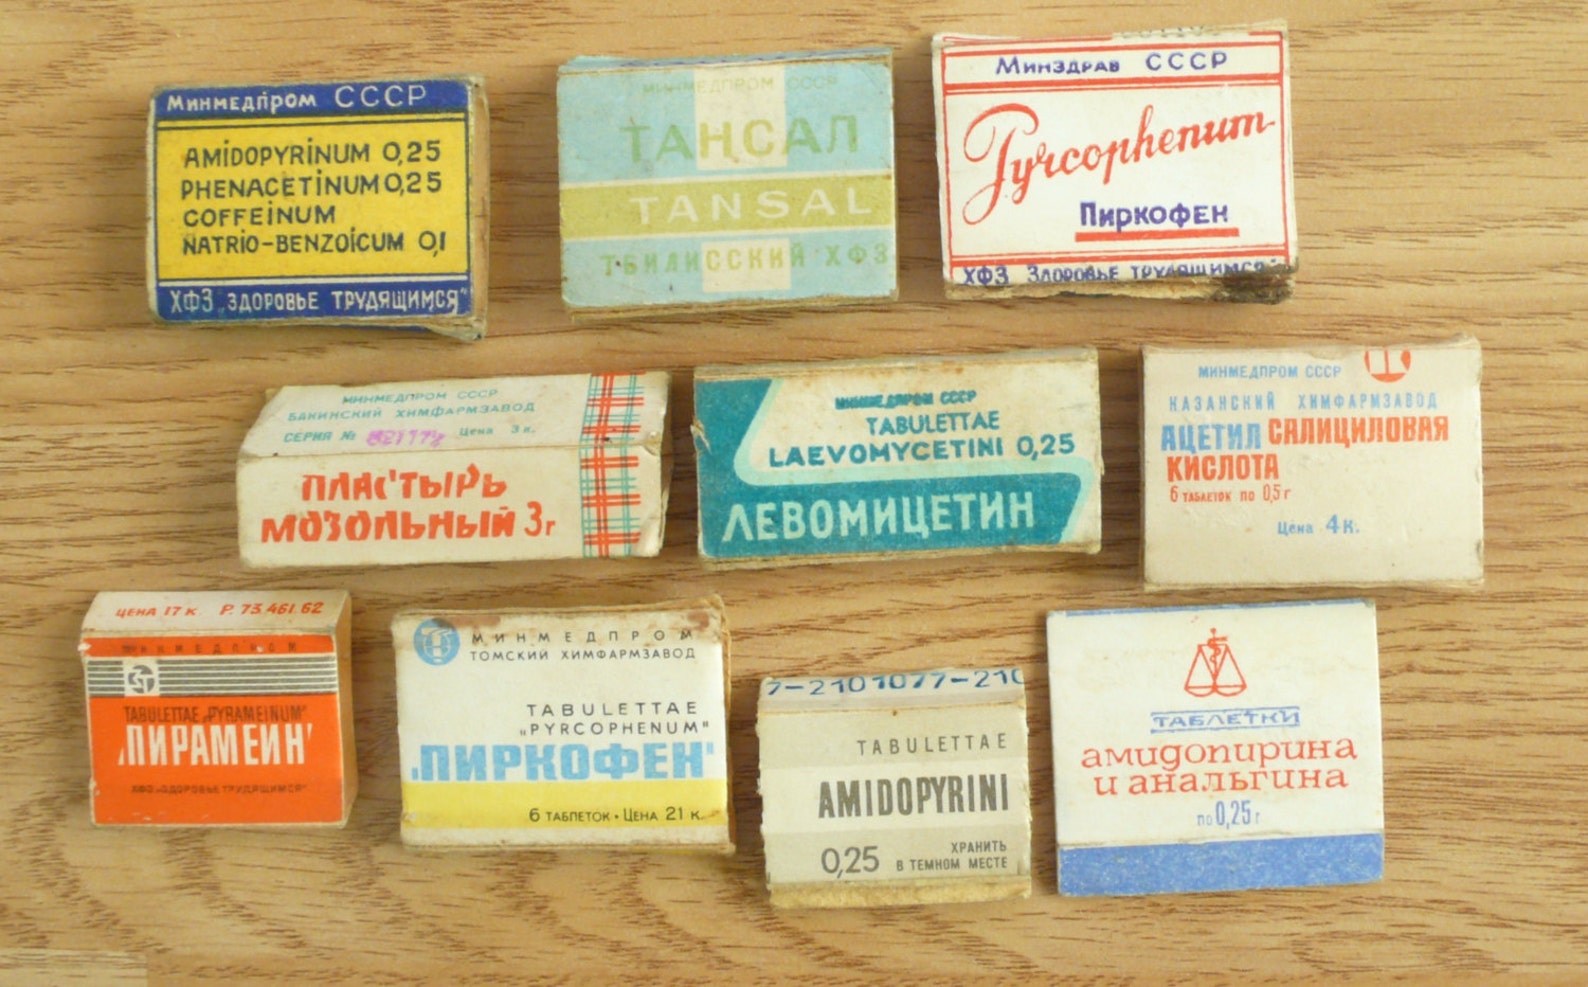 Минмедпром СССР
AMIDOPYRINUM 0,25
PHENACETINUM 0,25
COFFEINUM
NATRIO-BENZOICUM 0,1
ХФЗ „ЗДОРОВЬЕ ТРУДЯЩИМСЯ"
МИНМЕДПРОМ СССР
ТАНСАЛ
TANSAL
ТБИЛИССКИЙ ХФЗ
Минздрав СССР
Pyrcophenum
Пиркофен
ХФЗ Здоровье трудящимся"
МИНМЕДПРОМ СССР
БАКИНСКИЙ ХИМФАРМЗАВОД
СЕРИЯ № Цена 3к.
ПЛАСТЫРЬ
МОЗОЛЬНЫЙ 3г
МИНМЕДПРОМ СССР
TABULETTAE
LAEVOMYCETINI 0,25
ЛЕВОМИЦЕТИН
МИНМЕДПРОМ СССР
КАЗАНСКИЙ ХИМФАРМЗАВОД
АЦЕТИЛСАЛИЦИЛОВАЯ
КИСЛОТА
6 ТАБЛЕТОК ПО 0,5 г
Цена 4к.
ЦЕНА 17 К. Р. 73.461.62
МИНМЕДПРОМ
TABULETTAE „PYRAMEINUM"
„ПИРАМЕИН"
ХФЗ „ЗДОРОВЬЕ ТРУДЯЩИМСЯ"
МИНМЕДПРОМ
ТОМСКИЙ ХИМФАРМЗАВОД
TABULETTAE
„PYRCOPHENUM"
„ПИРКОФЕН"
6 ТАБЛЕТОК • ЦЕНА 21 К.
7-2101077-210
TABULETTAE
AMIDOPYRINI
0,25 ХРАНИТЬ
В ТЕМНОМ МЕСТЕ
ТАБЛЕТКИ
амидопирина
и анальгина
по 0,25 г